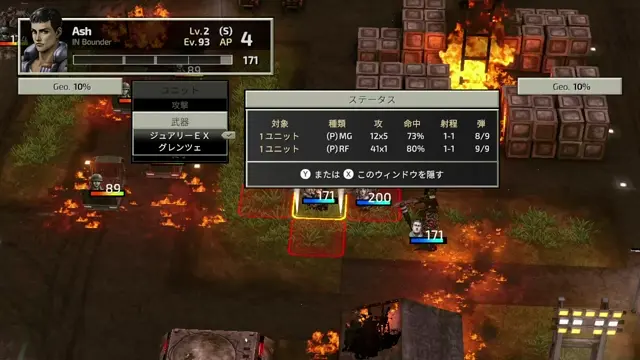 Ash
Lv. 2 (S)
IN Bounder
Ev. 93 AP 4
171
89
Geo. 10%
Geo. 10%
ユニット
攻撃
武器
ジュアリーEX
グレンツェ
ステータス
対象 種類 攻 命中 射程 弾
1ユニット (P)MG 12x5 73% 1-1 8/9
1ユニット (P)RF 41x1 80% 1-1 9/9
Y または X このウィンドウを隠す
89
171
200
171